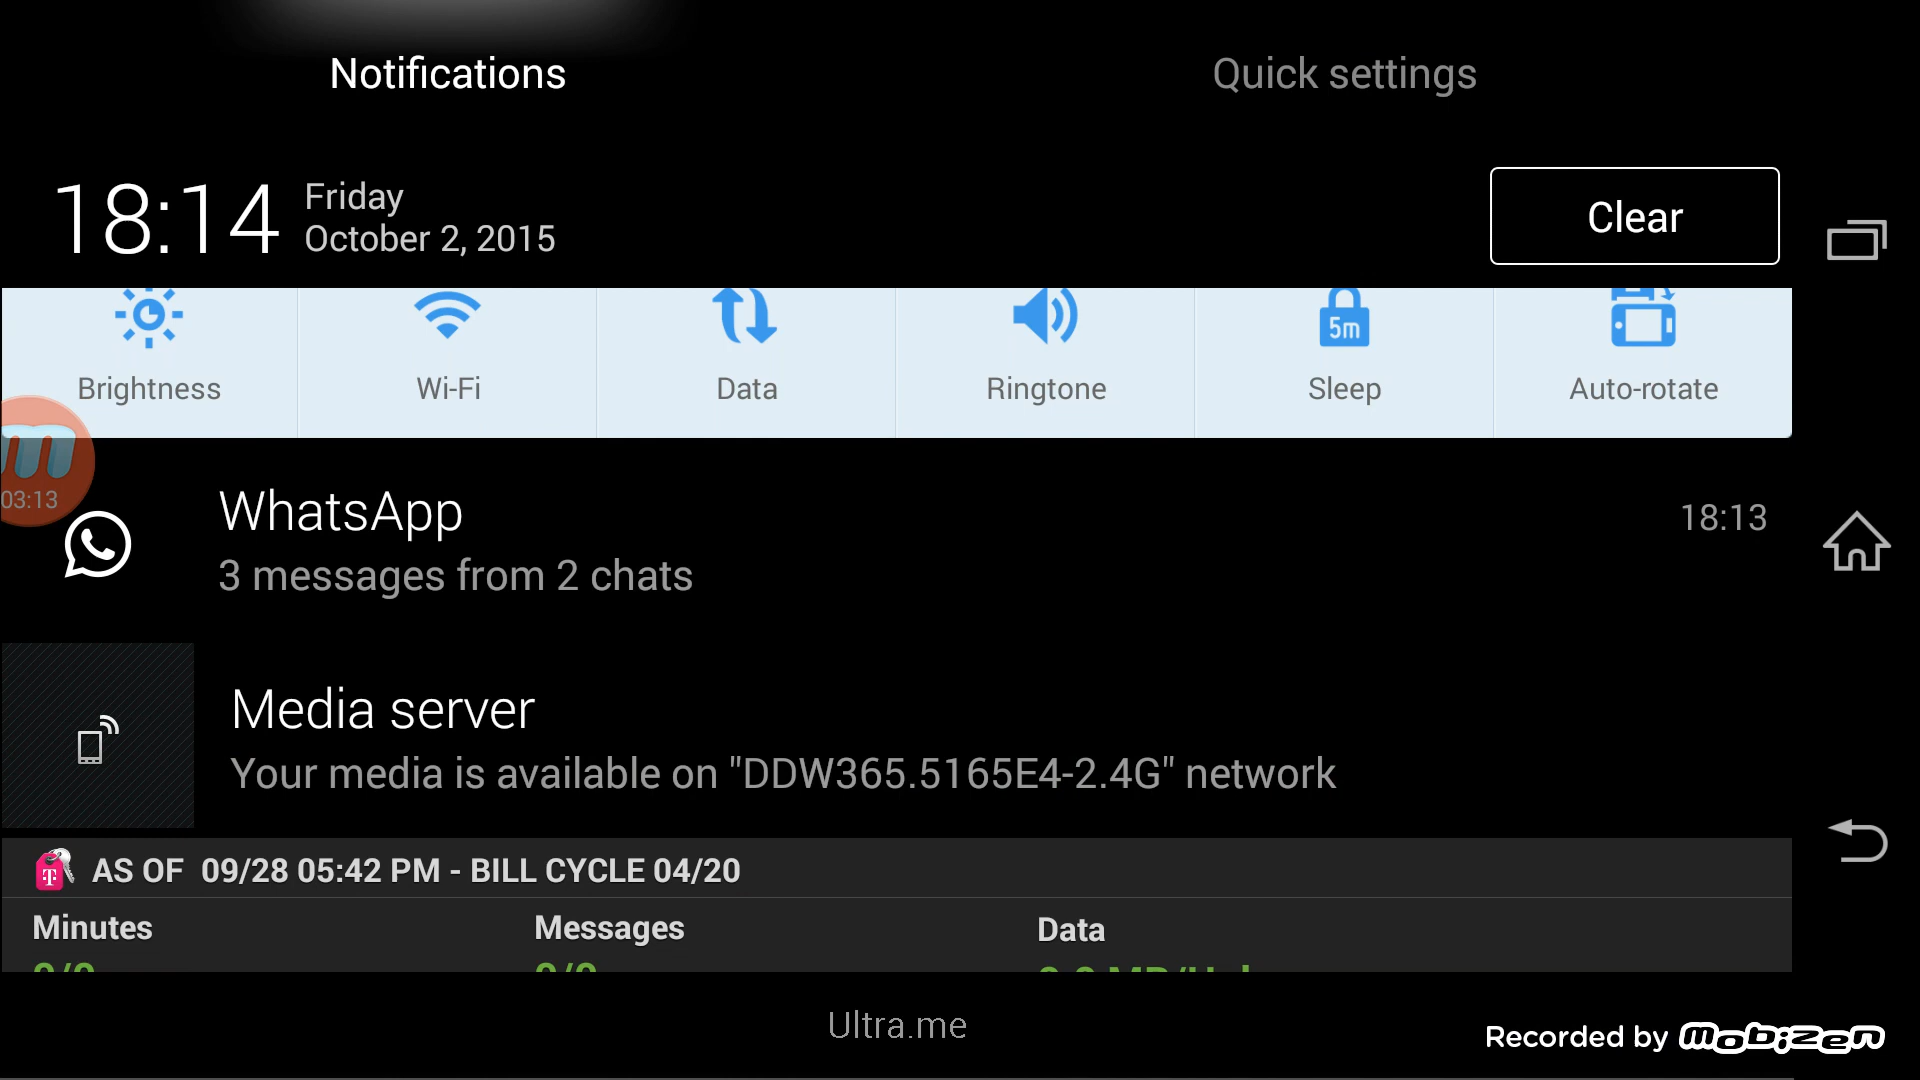 Notifications
Quick settings
18:14
Friday
October 2, 2015
Clear
5m
Brightness
Wi-Fi
Data
Ringtone
Sleep
Auto-rotate
03:13
WhatsApp
18:13
3 messages from 2 chats
Media server
Your media is available on "DDW365.5165E4-2.4G" network
T
AS OF 09/28 05:42 PM - BILL CYCLE 04/20
Minutes
Messages
Data
Ultra.me
Recorded by mobizen